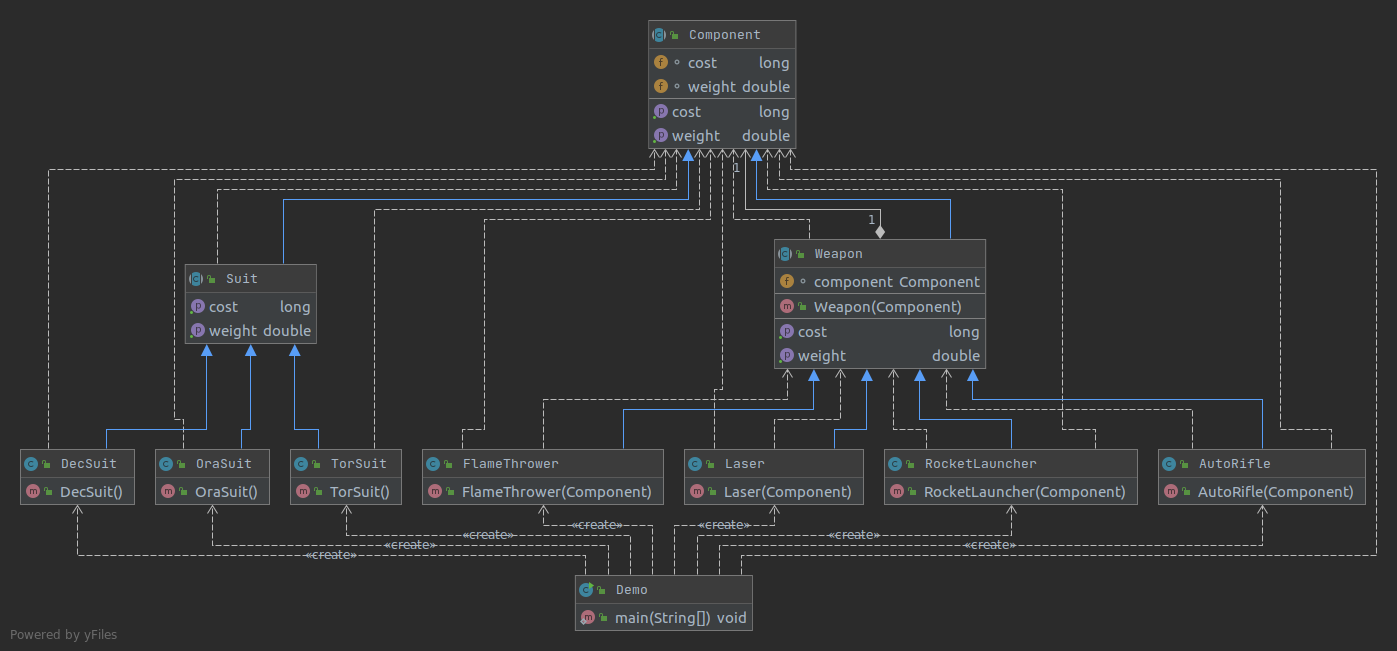 Component
cost long
weight double
cost long
weight double
1
1
Weapon
component Component
Weapon(Component)
cost long
weight double
Suit
cost long
weight double
DecSuit
DecSuit()
OraSuit
OraSuit()
TorSuit
TorSuit()
FlameThrower
FlameThrower(Component)
Laser
Laser(Component)
RocketLauncher
RocketLauncher(Component)
AutoRifle
AutoRifle(Component)
«create»
«create»
«create»
«create»
«create»
«create»
«create»
Demo
main(String[]) void
Powered by yFiles